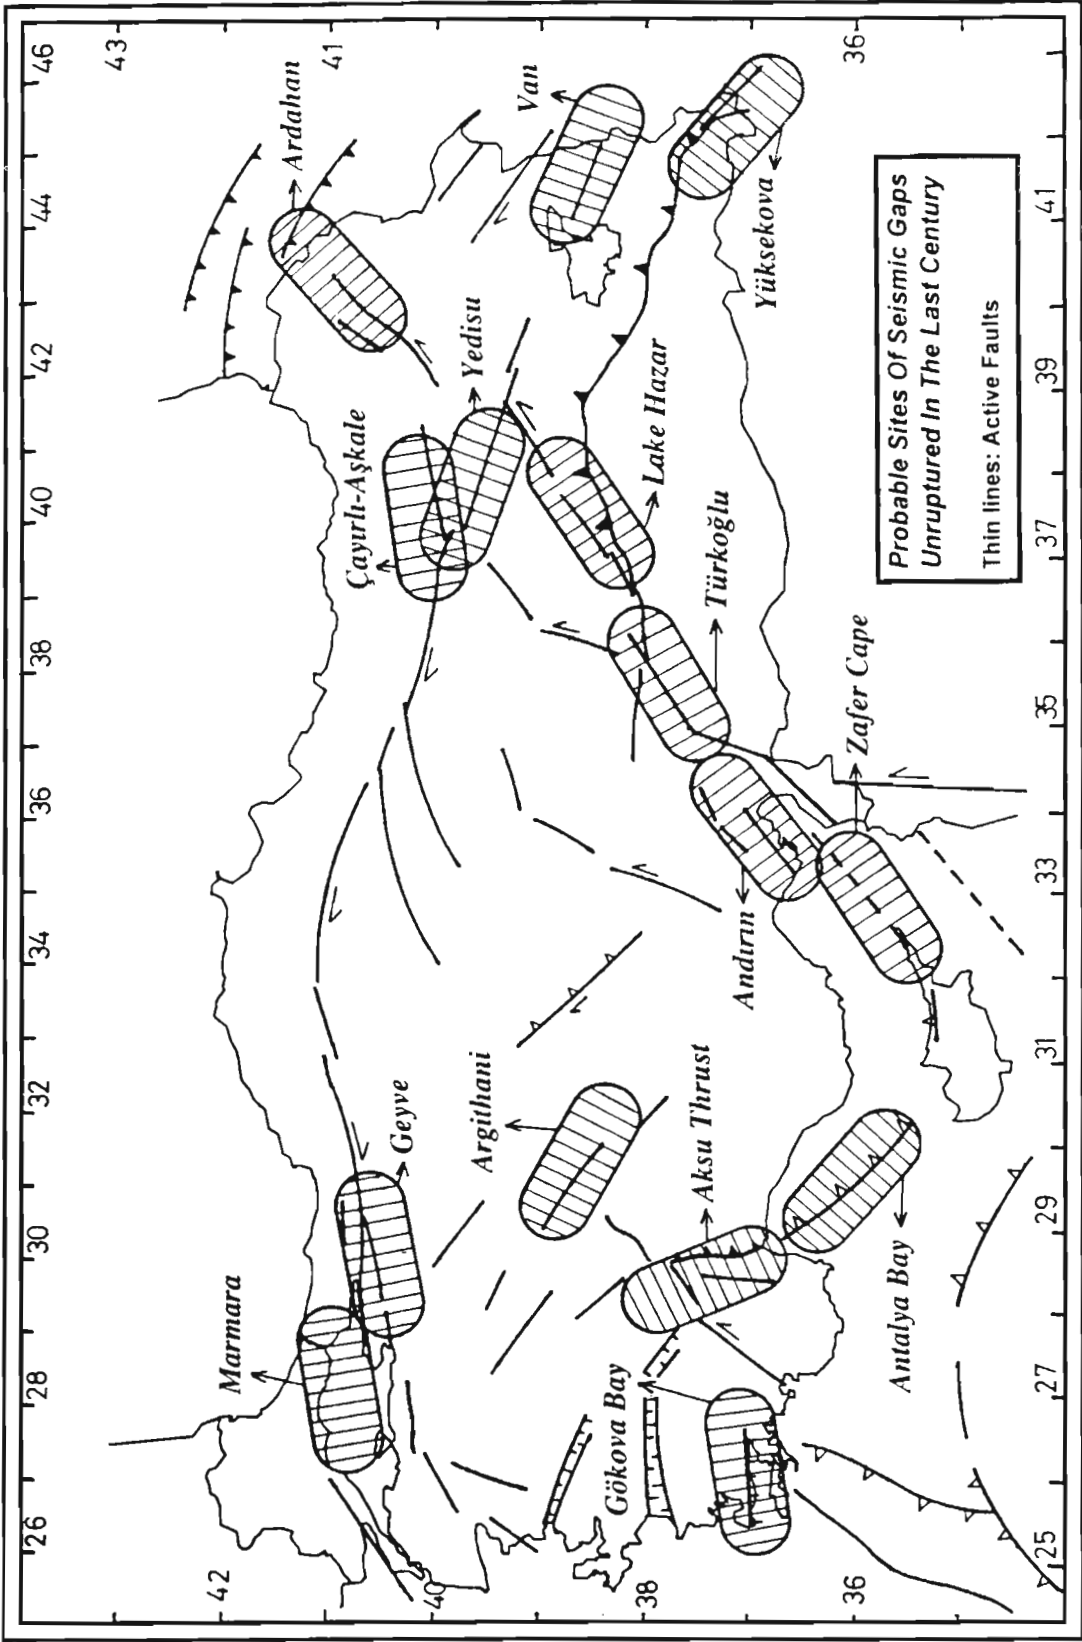 26
28
30
32
34
36
38
40
42
44
46
42
40
38
36
43
41
36
25
27
29
31
33
35
37
39
41
Marmara
Geyve
Argithani
Aksu Thrust
Gökova Bay
Antalya Bay
Çayırlı-Aşkale
Yedisu
Ardahan
Van
Yüksekova
Lake Hazar
Türkoğlu
Zafer Cape
Andırın
Probable Sites Of Seismic Gaps
Unruptured In The Last Century
Thin lines: Active Faults